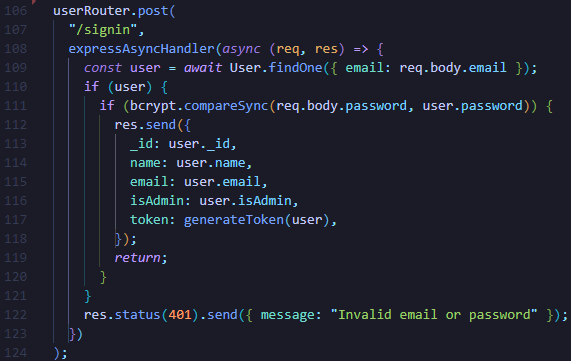 106 userRouter.post(
107 "/signin",
108 expressAsyncHandler(async (req, res) => {
109 const user = await User.findOne({ email: req.body.email });
110 if (user) {
111 if (bcrypt.compareSync(req.body.password, user.password)) {
112 res.send({
113 _id: user._id,
114 name: user.name,
115 email: user.email,
116 isAdmin: user.isAdmin,
117 token: generateToken(user),
118 });
119 return;
120 }
121 }
122 res.status(401).send({ message: "Invalid email or password" });
123 })
124 );